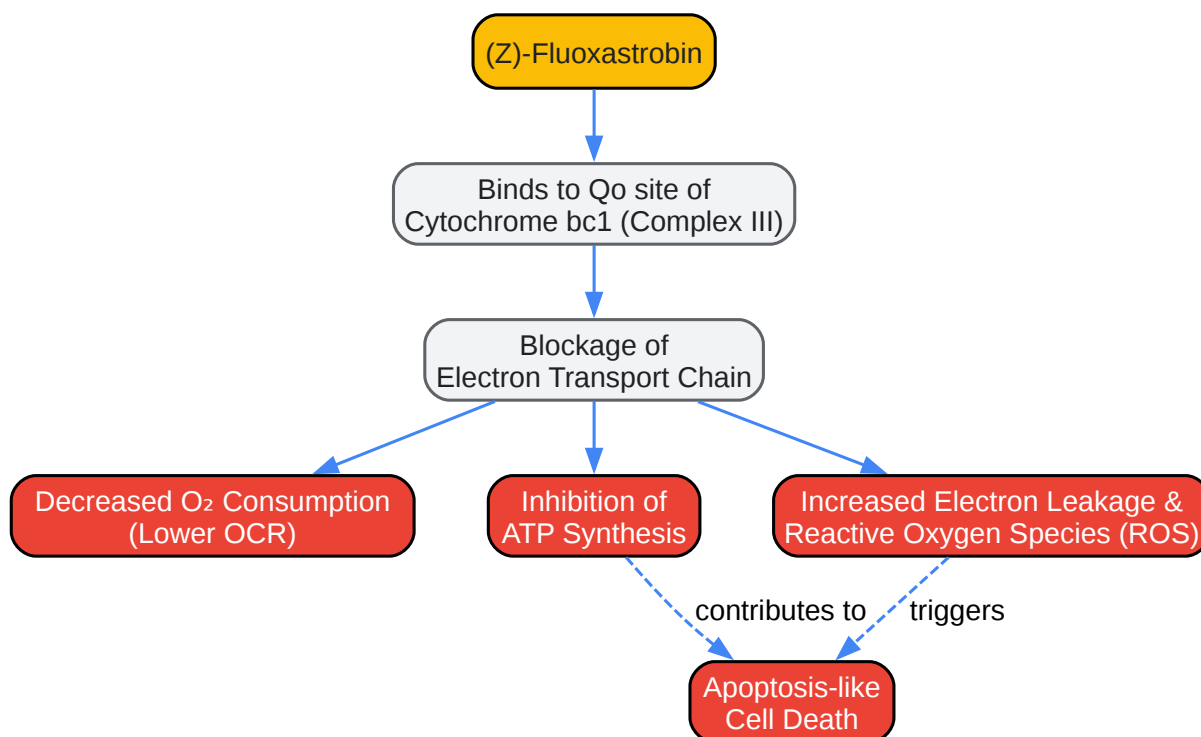 (Z)-Fluoxastrobin
Binds to Qo site of
Cytochrome bc1 (Complex III)
Blockage of
Electron Transport Chain
Decreased O₂ Consumption
(Lower OCR)
Inhibition of
ATP Synthesis
Increased Electron Leakage &
Reactive Oxygen Species (ROS)
contributes to
triggers
Apoptosis-like
Cell Death